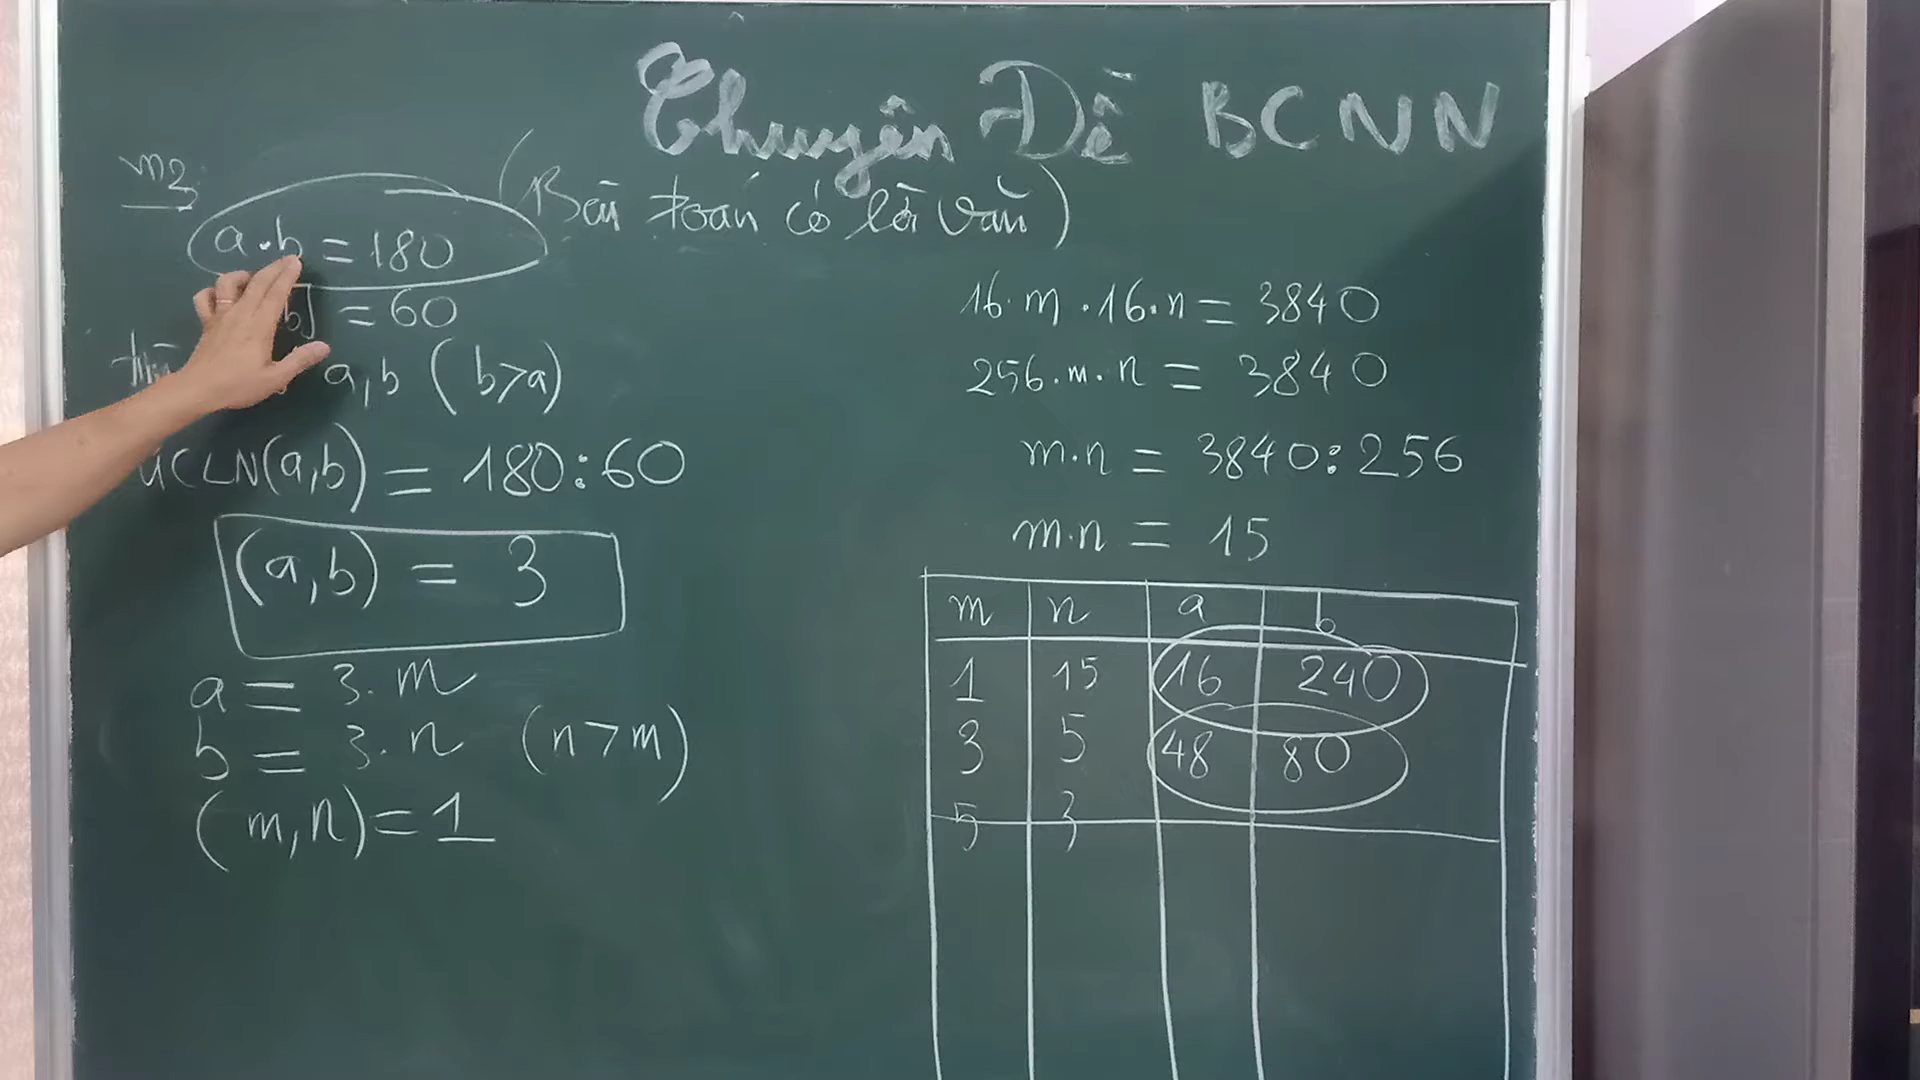 Chuyên Đề BCNN
(Bài toán có lời văn)
a.b = 180
b] = 60
a,b (b>a)
ƯCLN(a,b) = 180:60
(a,b) = 3
a = 3.m
b = 3.n (n>m)
(m,n)=1
16.m.16.n = 3840
256.m.n = 3840
m.n = 3840:256
m.n = 15
m n a b
1 15 16 240
3 5 48 80
5 3